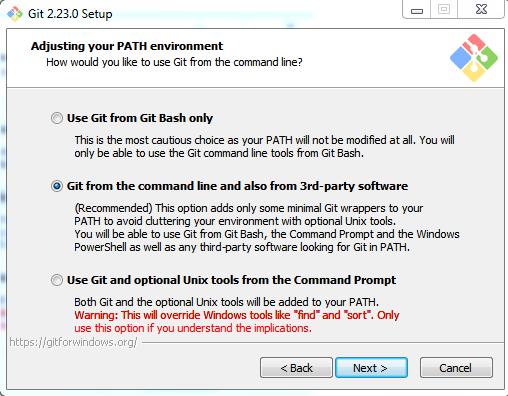 Git 2.23.0 Setup
Adjusting your PATH environment
How would you like to use Git from the command line?
Use Git from Git Bash only
This is the most cautious choice as your PATH will not be modified at all. You will
only be able to use the Git command line tools from Git Bash.
Git from the command line and also from 3rd-party software
(Recommended) This option adds only some minimal Git wrappers to your
PATH to avoid cluttering your environment with optional Unix tools.
You will be able to use Git from Git Bash, the Command Prompt and the Windows
PowerShell as well as any third-party software looking for Git in PATH.
Use Git and optional Unix tools from the Command Prompt
Both Git and the optional Unix tools will be added to your PATH.
Warning: This will override Windows tools like "find" and "sort". Only
use this option if you understand the implications.
https://gitforwindows.org/
< Back
Next >
Cancel